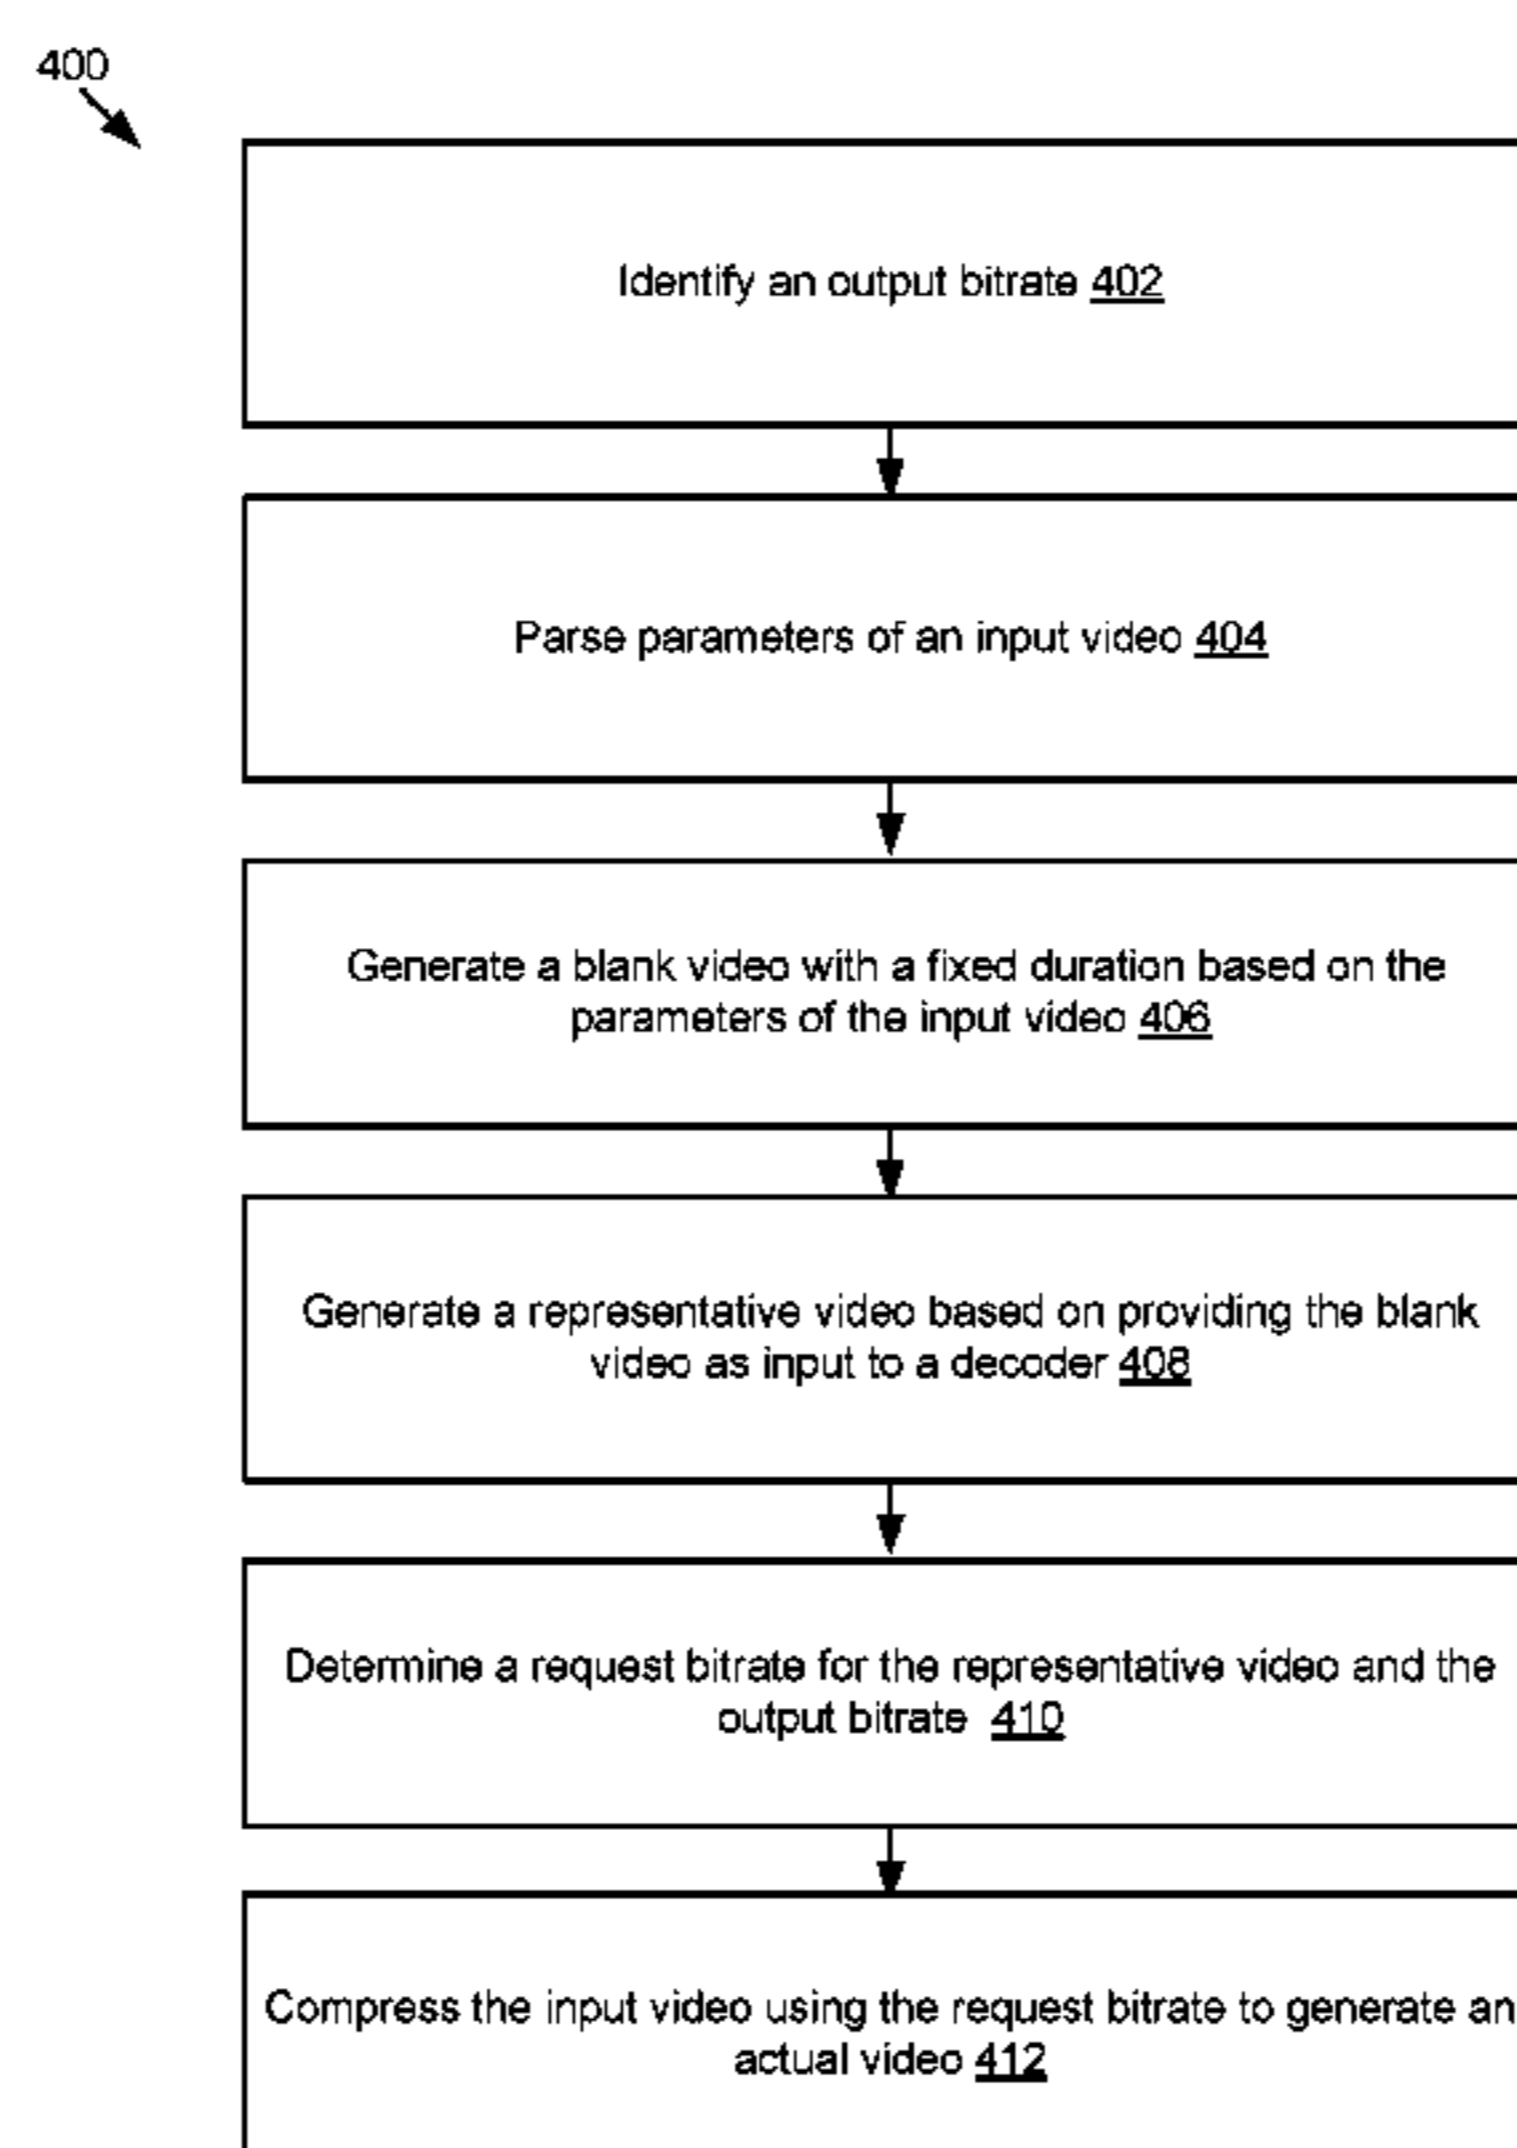 400
Identify an output bitrate 402
Parse parameters of an input video 404
Generate a blank video with a fixed duration based on the
parameters of the input video 406
Generate a representative video based on providing the blank
video as input to a decoder 408
Determine a request bitrate for the representative video and the
output bitrate 410
Compress the input video using the request bitrate to generate an
actual video 412